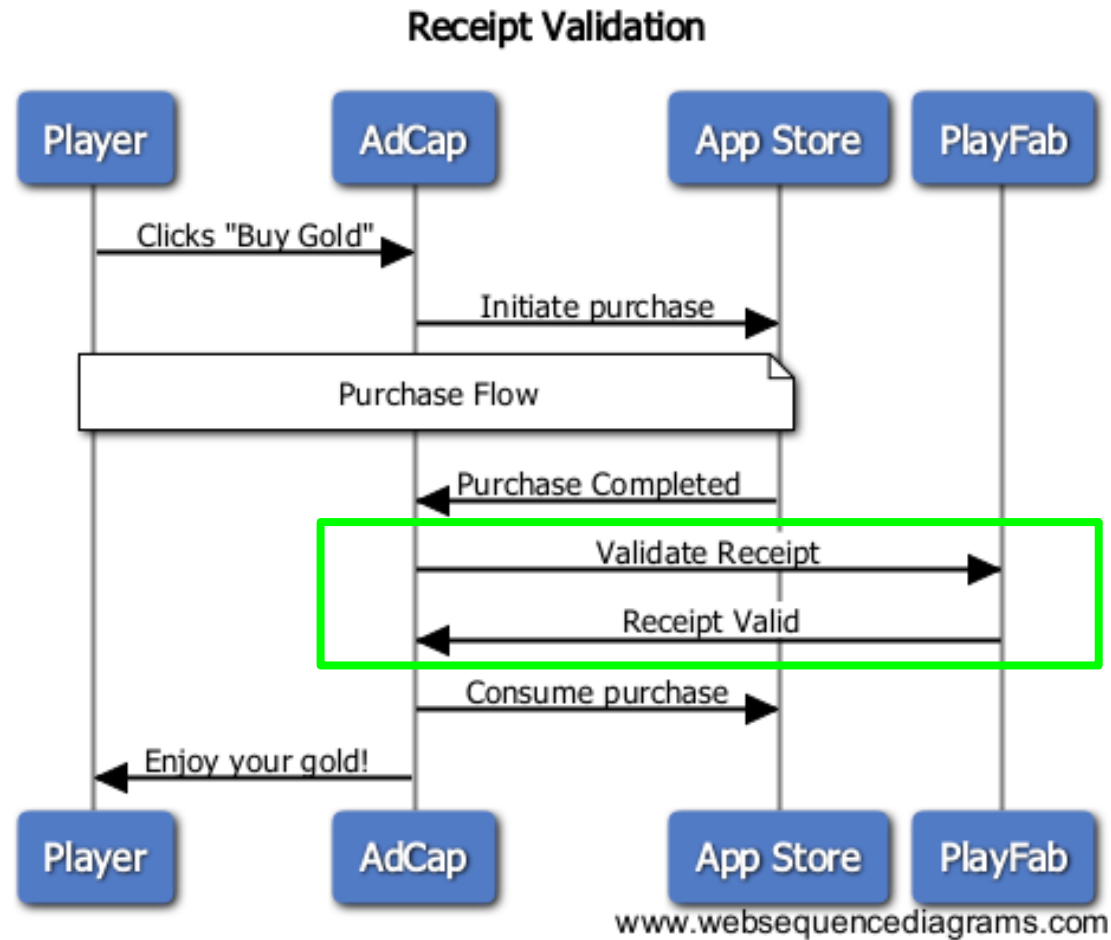 Receipt Validation
Player
AdCap
App Store
PlayFab
Clicks "Buy Gold"
Initiate purchase
Purchase Flow
Purchase Completed
Validate Receipt
Receipt Valid
Consume purchase
Enjoy your gold!
Player
AdCap
App Store
PlayFab
www.websequencediagrams.com